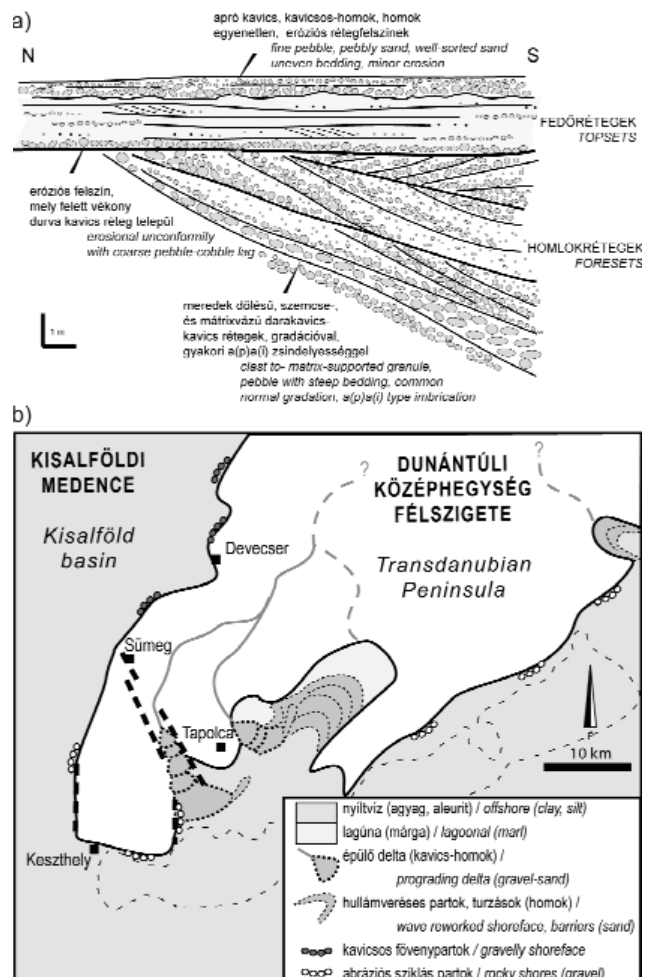 a)
apró kavics, kavicsos-homok, homok
egyenetlen, eróziós rétegfelszínek
fine pebble, pebbly sand, well-sorted sand
uneven bedding, minor erosion
N
S
FEDŐRÉTEGEK
TOPSETS
eróziós felszín,
mely felett vékony
durva kavics réteg települ
erosional unconformity
with coarse pebble-cobble lag
HOMLOKRÉTEGEK
FORESETS
1 m
meredek dőlésű, szemcse-,
és mátrixvázú darakavics-
kavics rétegek, gradációval,
gyakori a(p)a(i) zsindelyességgel
clast to- matrix-supported granule,
pebble with steep bedding, common
normal gradation, a(p)a(i) type imbrication
b)
KISALFÖLDI
MEDENCE
Kisalföld
basin
DUNÁNTÚLI
KÖZÉPHEGYSÉG
FÉLSZIGETE
Transdanubian
Peninsula
?
?
Devecser
Sümeg
Tapolca
Keszthely
10 km
nyíltvíz (agyag, aleurit) / offshore (clay, silt)
lagúna (márga) / lagoonal (marl)
épülő delta (kavics-homok) /
prograding delta (gravel-sand)
hullámveréses partok, turzások (homok) /
wave reworked shoreface, barriers (sand)
kavicsos fövenypartok / gravelly shoreface
abráziós sziklás partok / rocky shores (gravel)